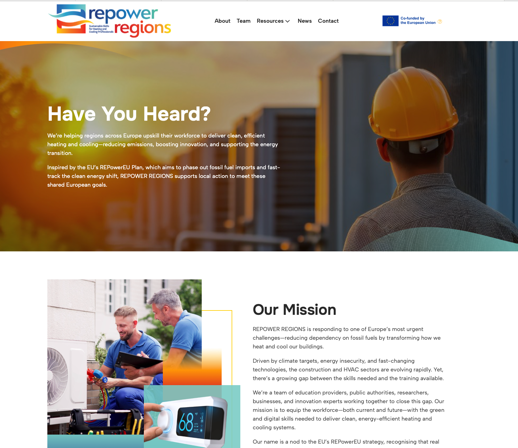 repower
regions
About Team Resources News Contact
Co-funded by
the European Union
Have You Heard?
We're helping regions across Europe upskill their workforce to deliver clean, efficient
heating and cooling—reducing emissions, boosting innovation, and supporting the energy
transition.
Inspired by the EU's REPowerEU Plan, which aims to phase out fossil fuel imports and fast-
track the clean energy shift, REPOWER REGIONS supports local action to meet these
shared European goals.
Our Mission
REPOWER REGIONS is responding to one of Europe's most urgent
challenges—reducing dependency on fossil fuels by transforming how we
heat and cool our buildings.
Driven by climate targets, energy insecurity, and fast-changing
technologies, the construction and HVAC sectors are evolving rapidly. Yet,
there's a growing gap between the skills needed and the training available.
We're a team of education providers, public authorities, researchers,
businesses, and innovation experts working together to close this gap. Our
mission is to equip the workforce—both current and future—with the green
and digital skills needed to deliver clean, efficient heating and cooling
systems.
Our name is a nod to the EU's REPowerEU strategy, recognising that real
68